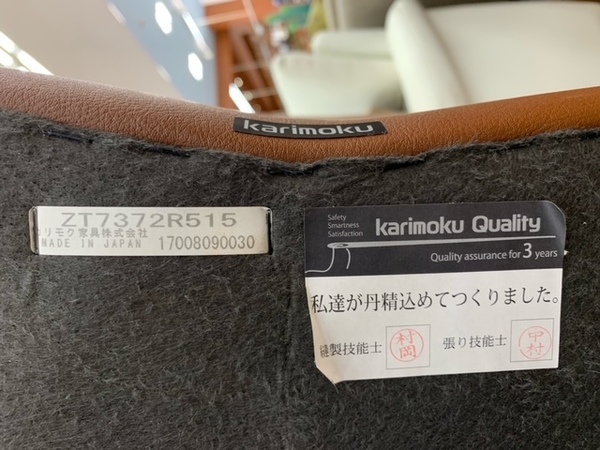 karimoku
ZT7372R515
リモク家具株式会社
MADE IN JAPAN 17008090030
Safety
Smartness
Satisfaction
karimoku Quality
Quality assurance for 3 years
私達が丹精込めてつくりました。
縫製技能士 村岡 張り技能士 中村